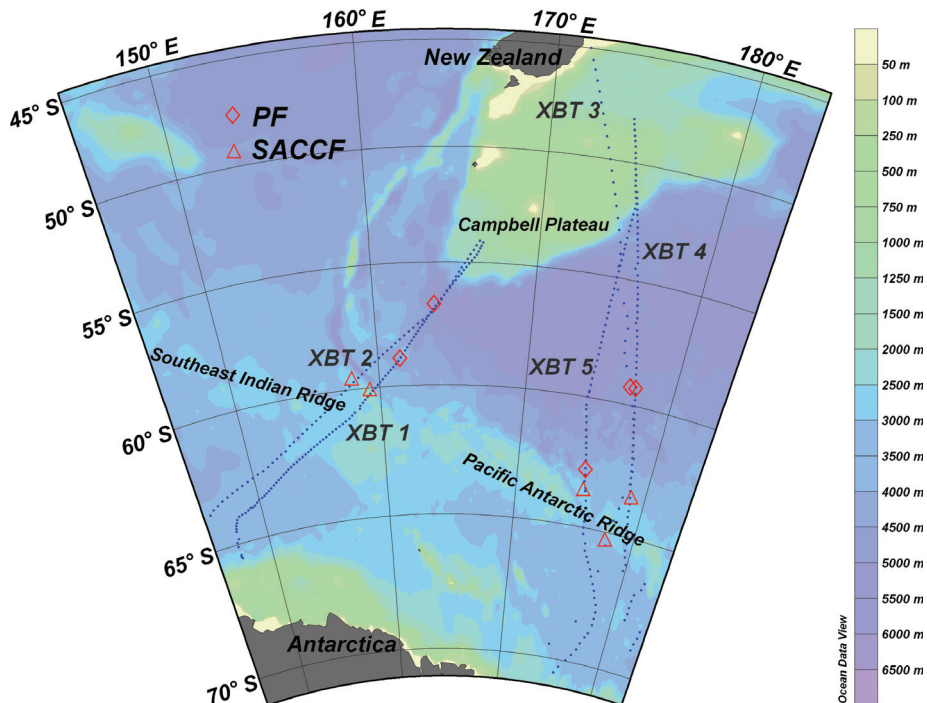 150° E
160° E
170° E
180° E
45° S
50° S
55° S
60° S
65° S
70° S
PF
SACCF
New Zealand
XBT 3
Campbell Plateau
XBT 4
XBT 2
XBT 5
Southeast Indian Ridge
XBT 1
Pacific Antarctic Ridge
Antarctica
50 m
100 m
250 m
500 m
750 m
1000 m
1250 m
1500 m
1750 m
2000 m
2500 m
3000 m
3500 m
4000 m
4500 m
5000 m
5500 m
6000 m
6500 m
Ocean Data View